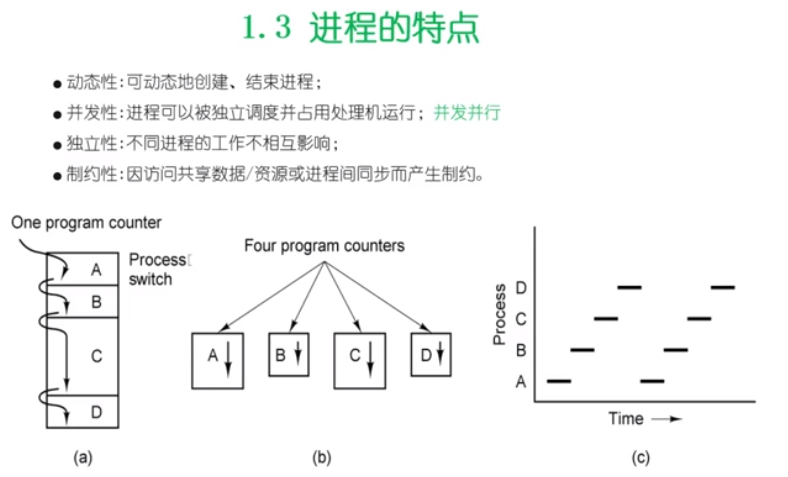 1.3 进程的特点
● 动态性:可动态地创建、结束进程;
● 并发性:进程可以被独立调度并占用处理机运行; 并发并行
● 独立性:不同进程的工作不相互影响;
● 制约性:因访问共享数据/资源或进程间同步而产生制约。
One program counter
Process
switch
A
B
C
D
(a)
Four program counters
A
B
C
D
(b)
Process
D
C
B
A
Time
(c)